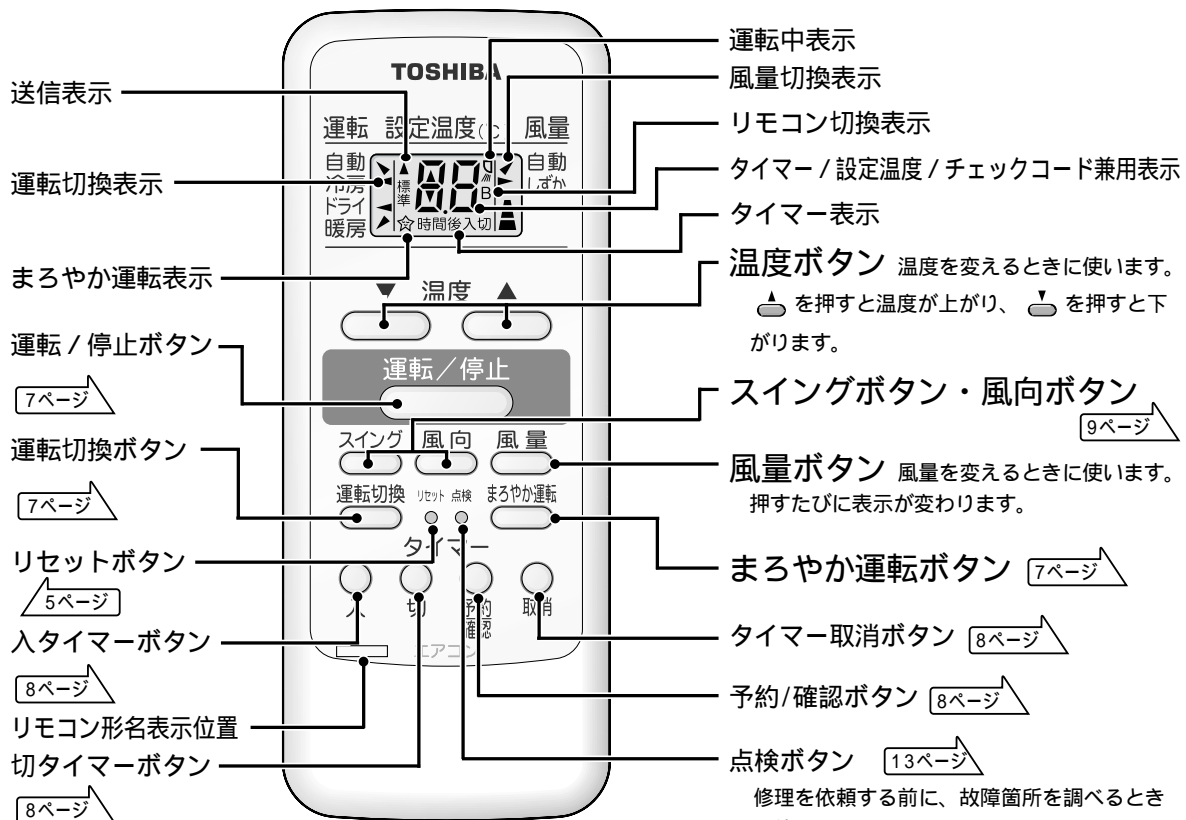 送信表示
運転切換表示
まろやか運転表示
運転 / 停止ボタン
7ページ
運転切換ボタン
7ページ
リセットボタン
5ページ
入タイマーボタン
8ページ
リモコン形名表示位置
切タイマーボタン
8ページ
TOSHIBA
運転 設定温度(℃ 風量
自動
冷房
ドライ
暖房
標準
B
時間後入切
自動
しずか
▼ 温度 ▲
運転／停止
スイング 風向 風量
運転切換 リセット 点検 まろやか運転
タイマー
入 切 予約 取消
確認
エアコン
運転中表示
風量切換表示
リモコン切換表示
タイマー / 設定温度 / チェックコード兼用表示
タイマー表示
温度ボタン 温度を変えるときに使います。
を押すと温度が上がり、 を押すと下
がります。
スイングボタン・風向ボタン
9ページ
風量ボタン 風量を変えるときに使います。
押すたびに表示が変わります。
まろやか運転ボタン 7ページ
タイマー取消ボタン 8ページ
予約/確認ボタン 8ページ
点検ボタン 13ページ
修理を依頼する前に、故障箇所を調べるとき